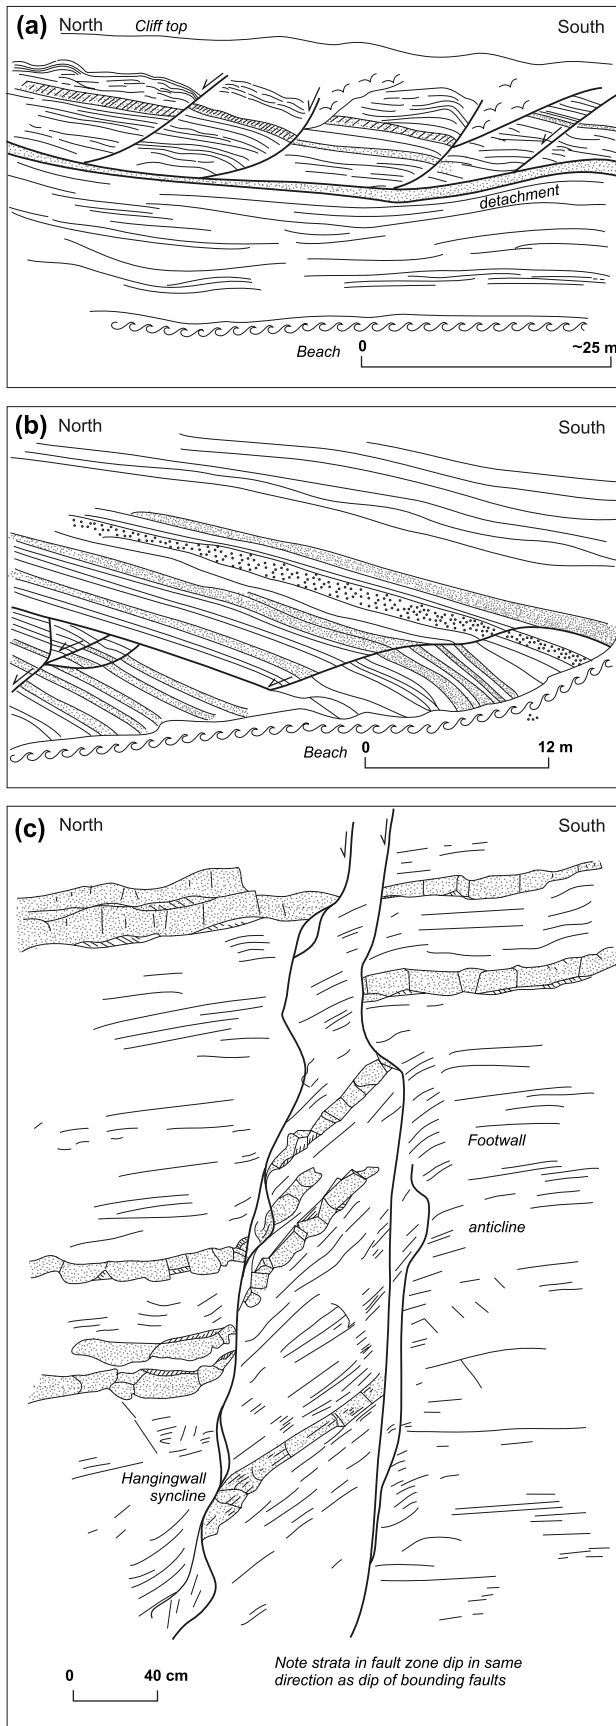 (a) North Cliff top South
detachment
Beach 0 ~25 m
(b) North South
Beach 0 12 m
(c) North South
Footwall
anticline
Hangingwall
syncline
0 40 cm
Note strata in fault zone dip in same
direction as dip of bounding faults